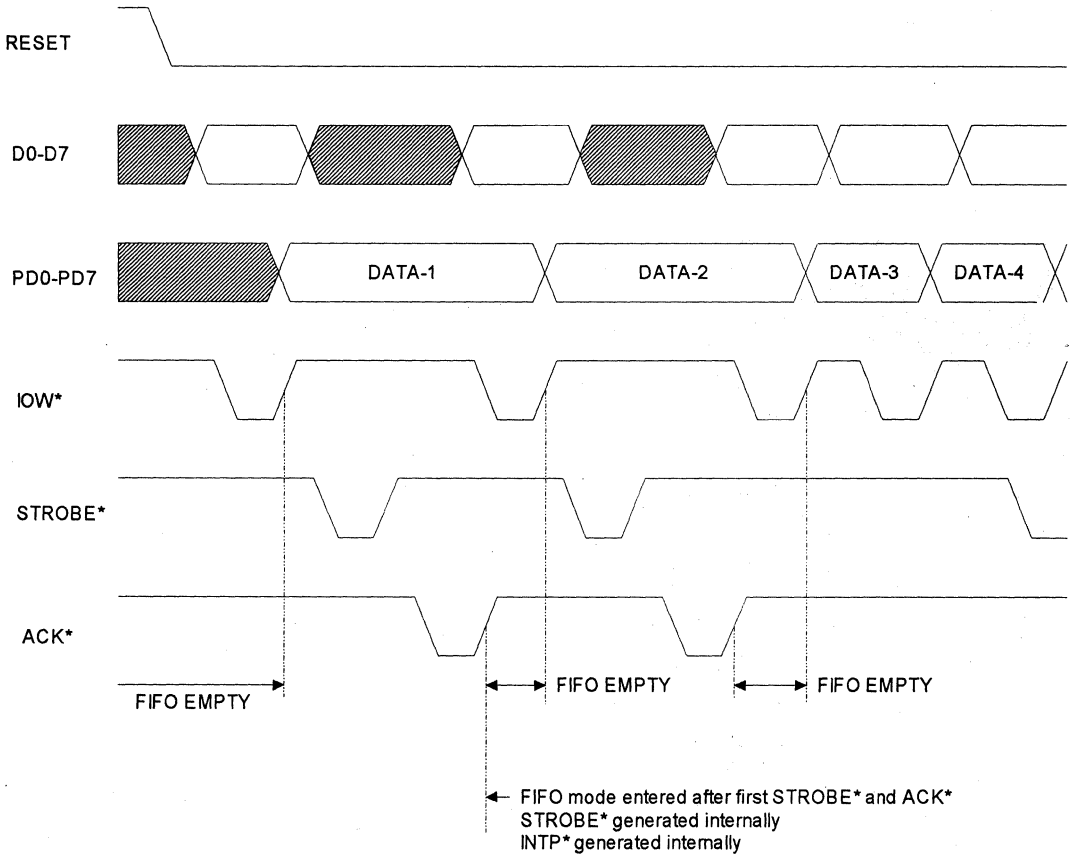 RESET
D0-D7
PD0-PD7
DATA-1
DATA-2
DATA-3
DATA-4
IOW*
STROBE*
ACK*
FIFO EMPTY
FIFO EMPTY
FIFO EMPTY
FIFO mode entered after first STROBE* and ACK*
STROBE* generated internally
INTP* generated internally